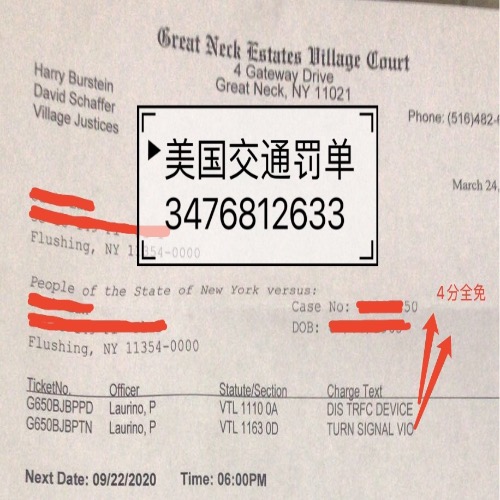 Great Neck Estates Village Court
4 Gateway Drive
Great Neck, NY 11021
Harry Burstein
David Schaffer
Village Justices
Phone: (516)482-
March 24,
▶美国交通罚单
3476812633
Flushing, NY 11354-0000
People of the State of New York versus:
Case No: 50
DOB:
4分全免
Flushing, NY 11354-0000
TicketNo. Officer Statute/Section Charge Text
G650BJBPPD Laurino, P VTL 1110 0A DIS TRFC DEVICE
G650BJBPTN Laurino, P VTL 1163 0D TURN SIGNAL VIO
Next Date: 09/22/2020 Time: 06:00PM